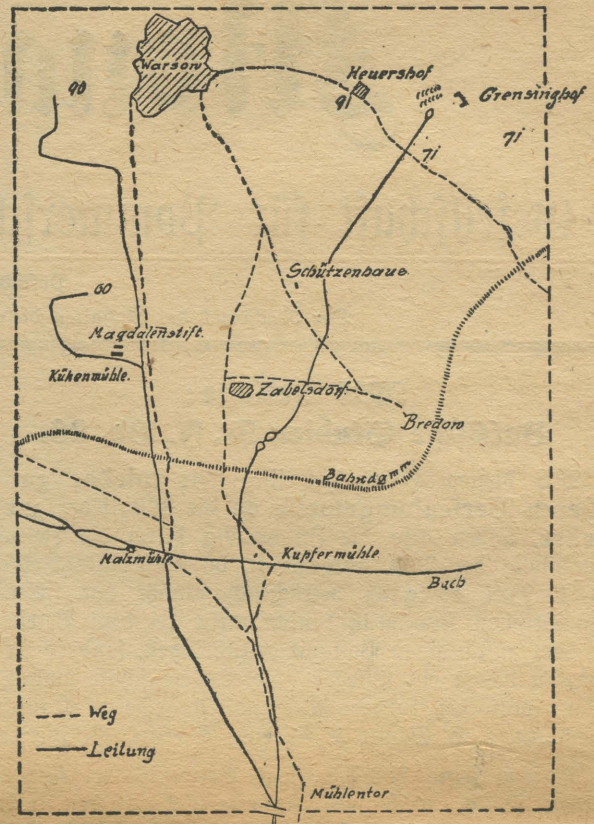 Warsow
90
Heuershof
91
Grensinghof
71
71
Schützenhaus
60
Magdalenstift.
Kükenmühle.
Zabelsdorf.
Bredow
Bahndamm
Malzmühle
Kupfermühle
Bach
Weg
Leitung
Mühlentor